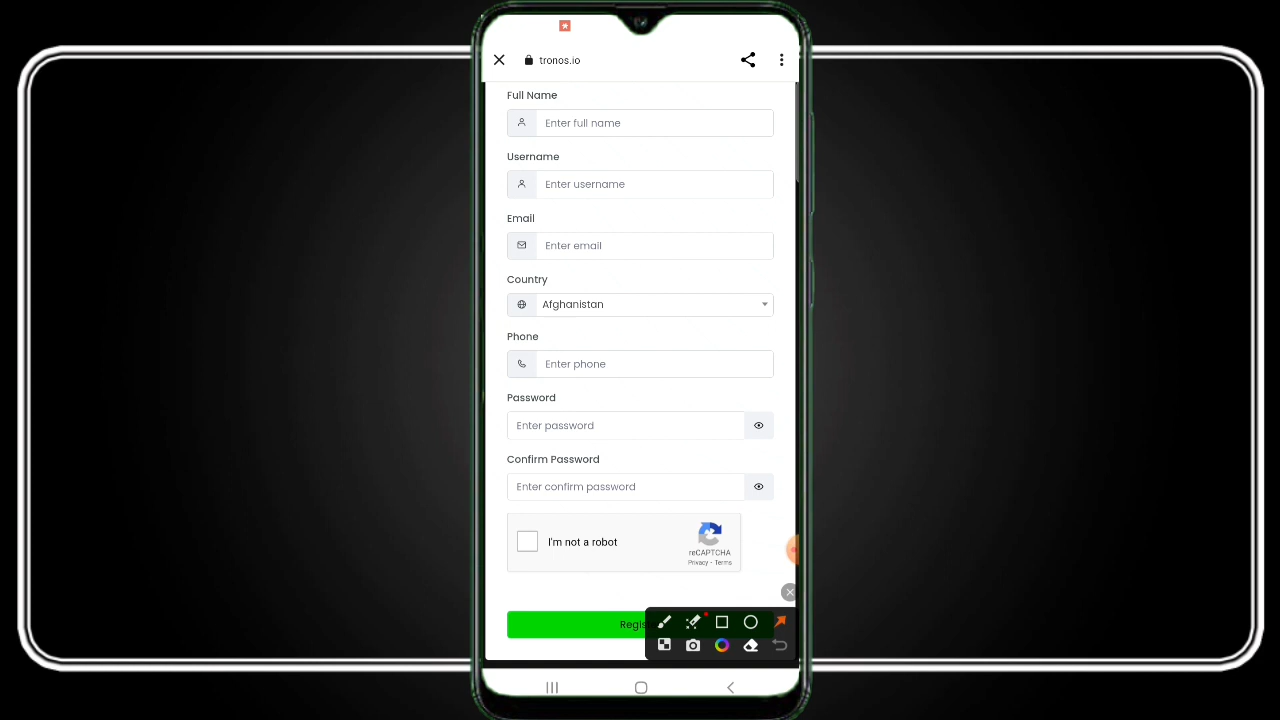 tronos.io
Full Name
Enter full name
Username
Enter username
Email
Enter email
Country
Afghanistan
Phone
Enter phone
Password
Enter password
Confirm Password
Enter confirm password
I'm not a robot
reCAPTCHA
Privacy - Terms